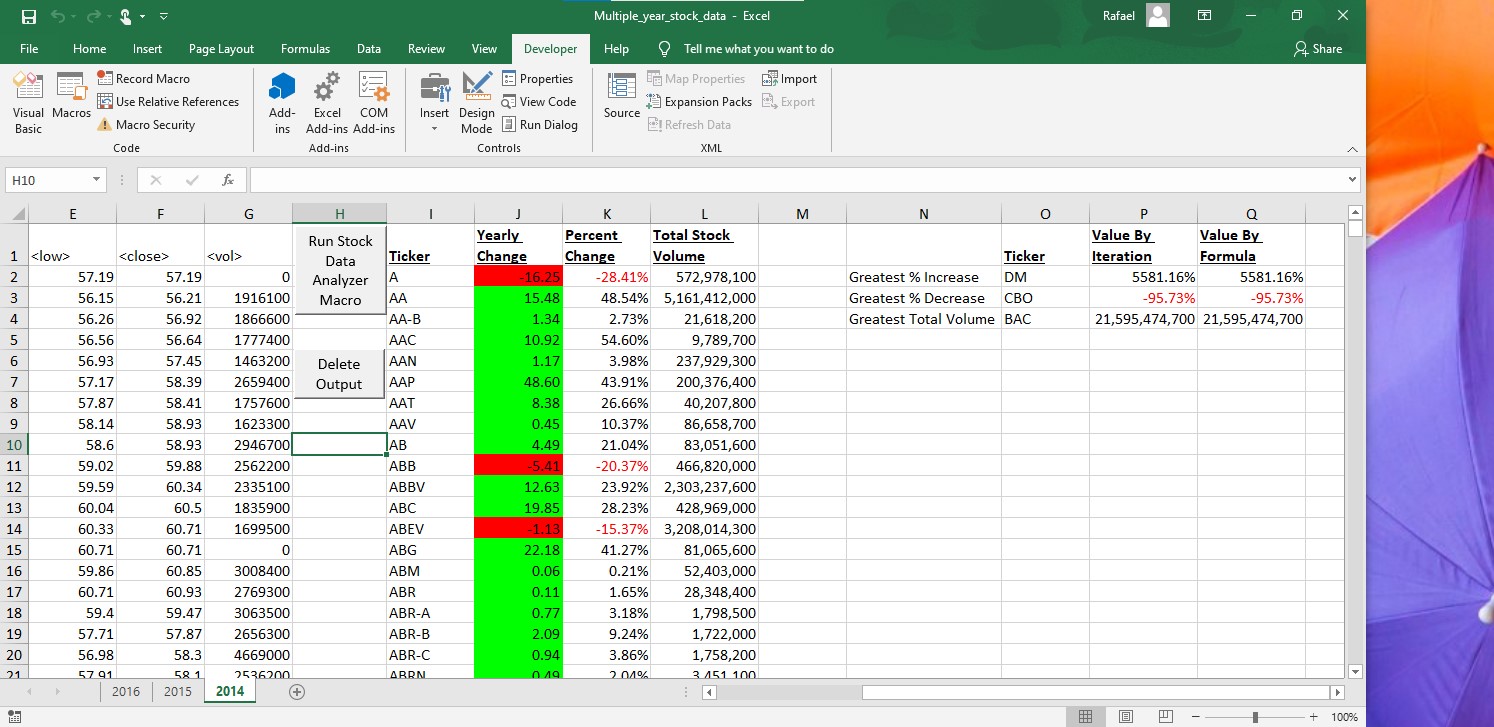 Multiple_year_stock_data - Excel Rafael
File Home Insert Page Layout Formulas Data Review View Developer Help Tell me what you want to do Share
Visual Basic
Macros
Record Macro
Use Relative References
Macro Security
Code
Add-ins
Excel Add-ins
COM Add-ins
Add-ins
Insert
Design Mode
Properties
View Code
Run Dialog
Controls
Source
Map Properties
Expansion Packs
Refresh Data
Import
Export
XML
H10 fx
E F G H I J K L M N O P Q
1 <low> <close> <vol> Ticker Yearly Change Percent Change Total Stock Volume Ticker Value By Iteration Value By Formula
Run Stock
Data
Analyzer
Macro
2 57.19 57.19 0 A -16.25 -28.41% 572,978,100 Greatest % Increase DM 5581.16% 5581.16%
3 56.15 56.21 1916100 AA 15.48 48.54% 5,161,412,000 Greatest % Decrease CBO -95.73% -95.73%
4 56.26 56.92 1866600 AA-B 1.34 2.73% 21,618,200 Greatest Total Volume BAC 21,595,474,700 21,595,474,700
5 56.56 56.64 1777400 AAC 10.92 54.60% 9,789,700
Delete
Output
6 56.93 57.45 1463200 AAN 1.17 3.98% 237,929,300
7 57.17 58.39 2659400 AAP 48.60 43.91% 200,376,400
8 57.87 58.41 1757600 AAT 8.38 26.66% 40,207,800
9 58.14 58.93 1623300 AAV 0.45 10.37% 86,658,700
10 58.6 58.93 2946700 AB 4.49 21.04% 83,051,600
11 59.02 59.88 2562200 ABB -5.41 -20.37% 466,820,000
12 59.59 60.34 2335100 ABBV 12.63 23.92% 2,303,237,600
13 60.04 60.5 1835900 ABC 19.85 28.23% 428,969,000
14 60.33 60.71 1699500 ABEV -1.13 -15.37% 3,208,014,300
15 60.71 60.71 0 ABG 22.18 41.27% 81,065,600
16 59.86 60.85 3008400 ABM 0.06 0.21% 52,403,000
17 60.71 60.93 2769300 ABR 0.11 1.65% 28,348,400
18 59.4 59.47 3063500 ABR-A 0.77 3.18% 1,798,500
19 57.71 57.87 2656300 ABR-B 2.09 9.24% 1,722,000
20 56.98 58.3 4669000 ABR-C 0.94 3.86% 1,758,200
21 57.91 58.1 2536200 ABRN 0.49 2.04% 3,451,100
2016 2015 2014
100%